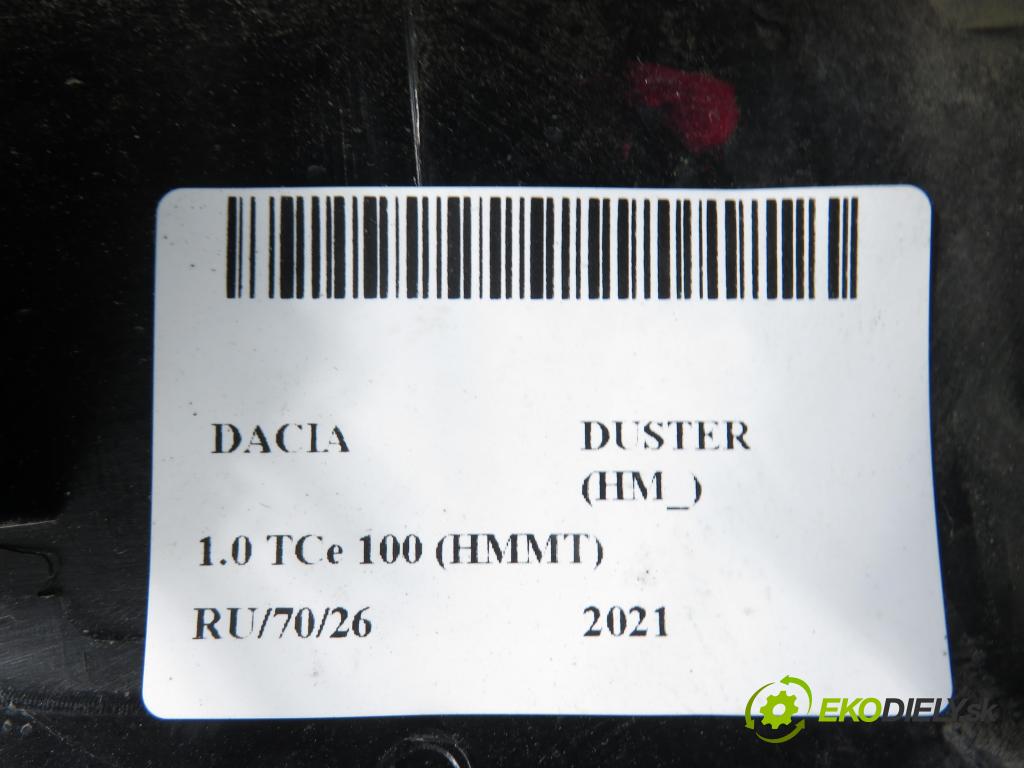 DACIA DUSTER
(HM_)
1.0 TCe 100 (HMMT)
RU/70/26 2021
EKODIELY.sk